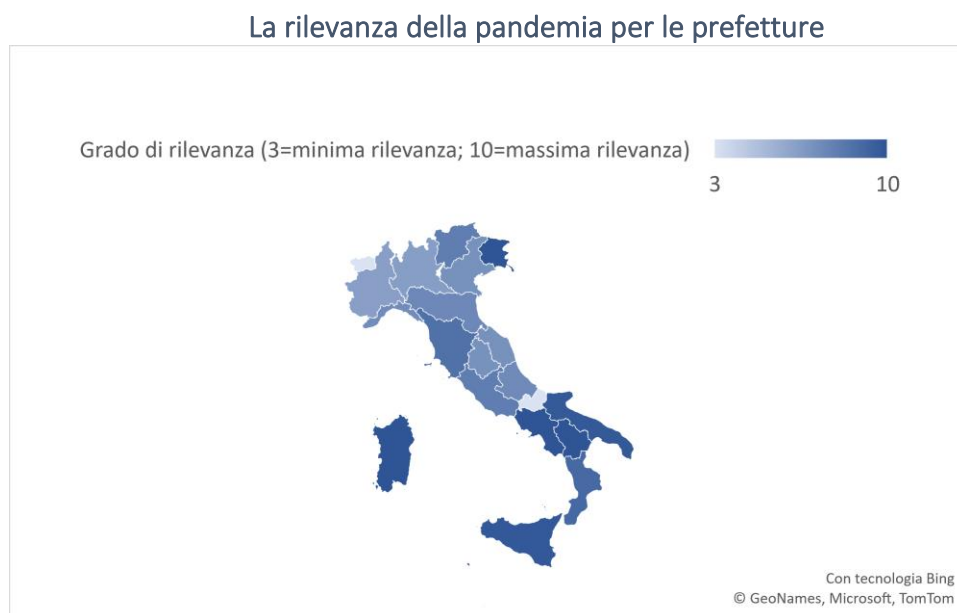 La rilevanza della pandemia per le prefetture
Grado di rilevanza (3=minima rilevanza; 10=massima rilevanza)
3 10
Con tecnologia Bing
© GeoNames, Microsoft, TomTom